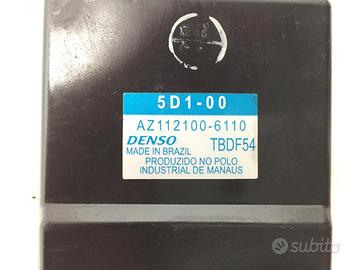 5D1-00
AZ112100-6110
DENSO TBDF54
MADE IN BRAZIL
PRODUZIDO NO POLO
INDUSTRIAL DE MANAUS
subito